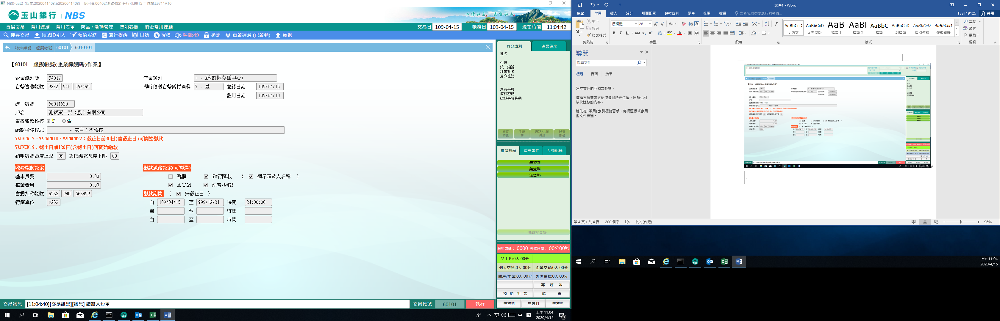 NBS-uat2 (版本:2020041403.b2020041403) 使用者:00402(測試482) 分行別:9915 工作站:L9711A10
玉山銀行 | NBS
心清如玉 義重如山
自選交易 常用連結 常用表單 商品/活動管理 智能客服 消金常用連結 交易日 109-04-15 帳務日 109-04-15 現在時間 11:04:42
搜尋交易 帳號ID引入 預約服務 蒞行提醒 日誌 授權 廣播:49 鎖定 重啟週邊 (已啟動) 簽退
特殊業務 虛擬帳號 60101 6010101
【60101 虛擬帳號(企業識別碼)作業】
企業識別碼 94017 作業類別 1 - 新增(限存匯中心)
台幣實體帳號 9232 940 563499 即時傳送台幣銷帳資料 Y - 是 登錄日期 109/04/15
啟用日期 109/04/10
統一編號 56011520
戶名 測試黃二癸（股）有限公司
重覆繳款檢核 是 否
繳款檢核程式 - 空白：不檢核
VACNCM17、VACNCM18、VACNCM27：截止日前30日(含截止日)可開始繳款
VACNCM19：截止日前120日(含截止日)可開始繳款
銷帳編號長度上限 09 銷帳編號長度下限 09
收費機制設定 繳款通路設定(可複選)
基本月費 0.00 臨櫃 跨行匯款 （ 顯示匯款人名稱 ）
每筆費用 0.00 ＡＴＭ 語音/網銀
自動扣款帳號 9232 940 563499 繳款期間 （ 無截止日 ）
行銷單位 9232 自 109/04/15 至 999/12/31 時間 24:00:00
自 至 時間
自 至 時間
身分識別 產品往來
姓名
生日
統一編號
理專姓名
身分註記
注意事項
簡訊密碼
近期事故異動
顧客資訊 手續費 通路/共同行銷 顧客影像
推薦商品 重要事件 互動記錄
無資料
無資料
無資料
一般轉介登錄
服務號碼： 0000 等候時間： 00分00秒
ＶＩＰ:0人 00分
個人交易:0人 00分 企業交易:0人 00分
開戶/申請:0人 00分 外匯業務:0人 00分
再 呼 叫
預 約 叫 號 結 束
交易訊息 [11:04:40][交易訊息][訊息] 請放入短單 交易代號 60101 執行 無資料 無資料 無資料
中 上午 11:04
2020/4/15 3
文件1 - Word
檔案 常用 插入 設計 版面配置 參考資料 郵件 校閱 檢視 告訴我您想要執行的動作... TEST19125 共用
貼上 剪下 複製 複製格式
標楷體 26
AaBbCcD AaBbCcD AaB AaBl AaBbC AaBbCcD AaBbCcD AaBbCcD
內文 無間距 標題 1 標題 2 標題 副標題 區別強調 強調斜體
尋找 取代 選取
剪貼簿 字型 段落 樣式 編輯
導覽
搜尋文件
標題 頁面 結果
建立文件的互動式外框。
這種方法非常方便您追蹤所在位置，同時也可
以快速移動內容。
請先從 [常用] 索引標籤著手，將標題樣式套用
至文件標題。
第 4 頁，共 4 頁 200 個字 中文 (台灣) 96%
上午 11:04
2020/4/15